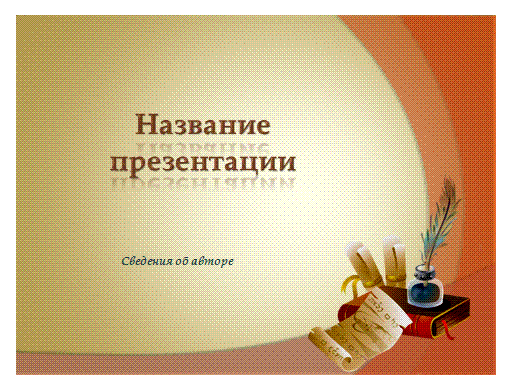 Название
презентации
Сведения об авторе